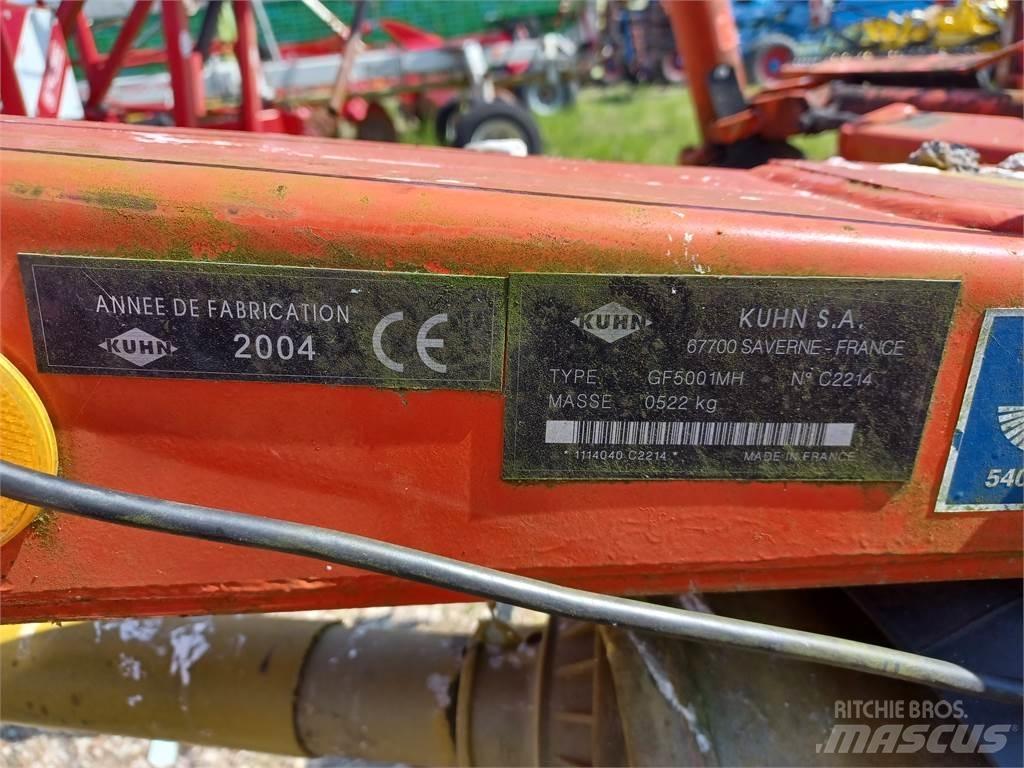 ANNEE DE FABRICATION
KUHN
2004
CE
KUHN
KUHN S.A.
67700 SAVERNE - FRANCE
TYPE GF5001MH N° C2214
MASSE 0522 kg
* 1114040 C2214 *
MADE IN FRANCE
540
RITCHIE BROS.
MASCUS